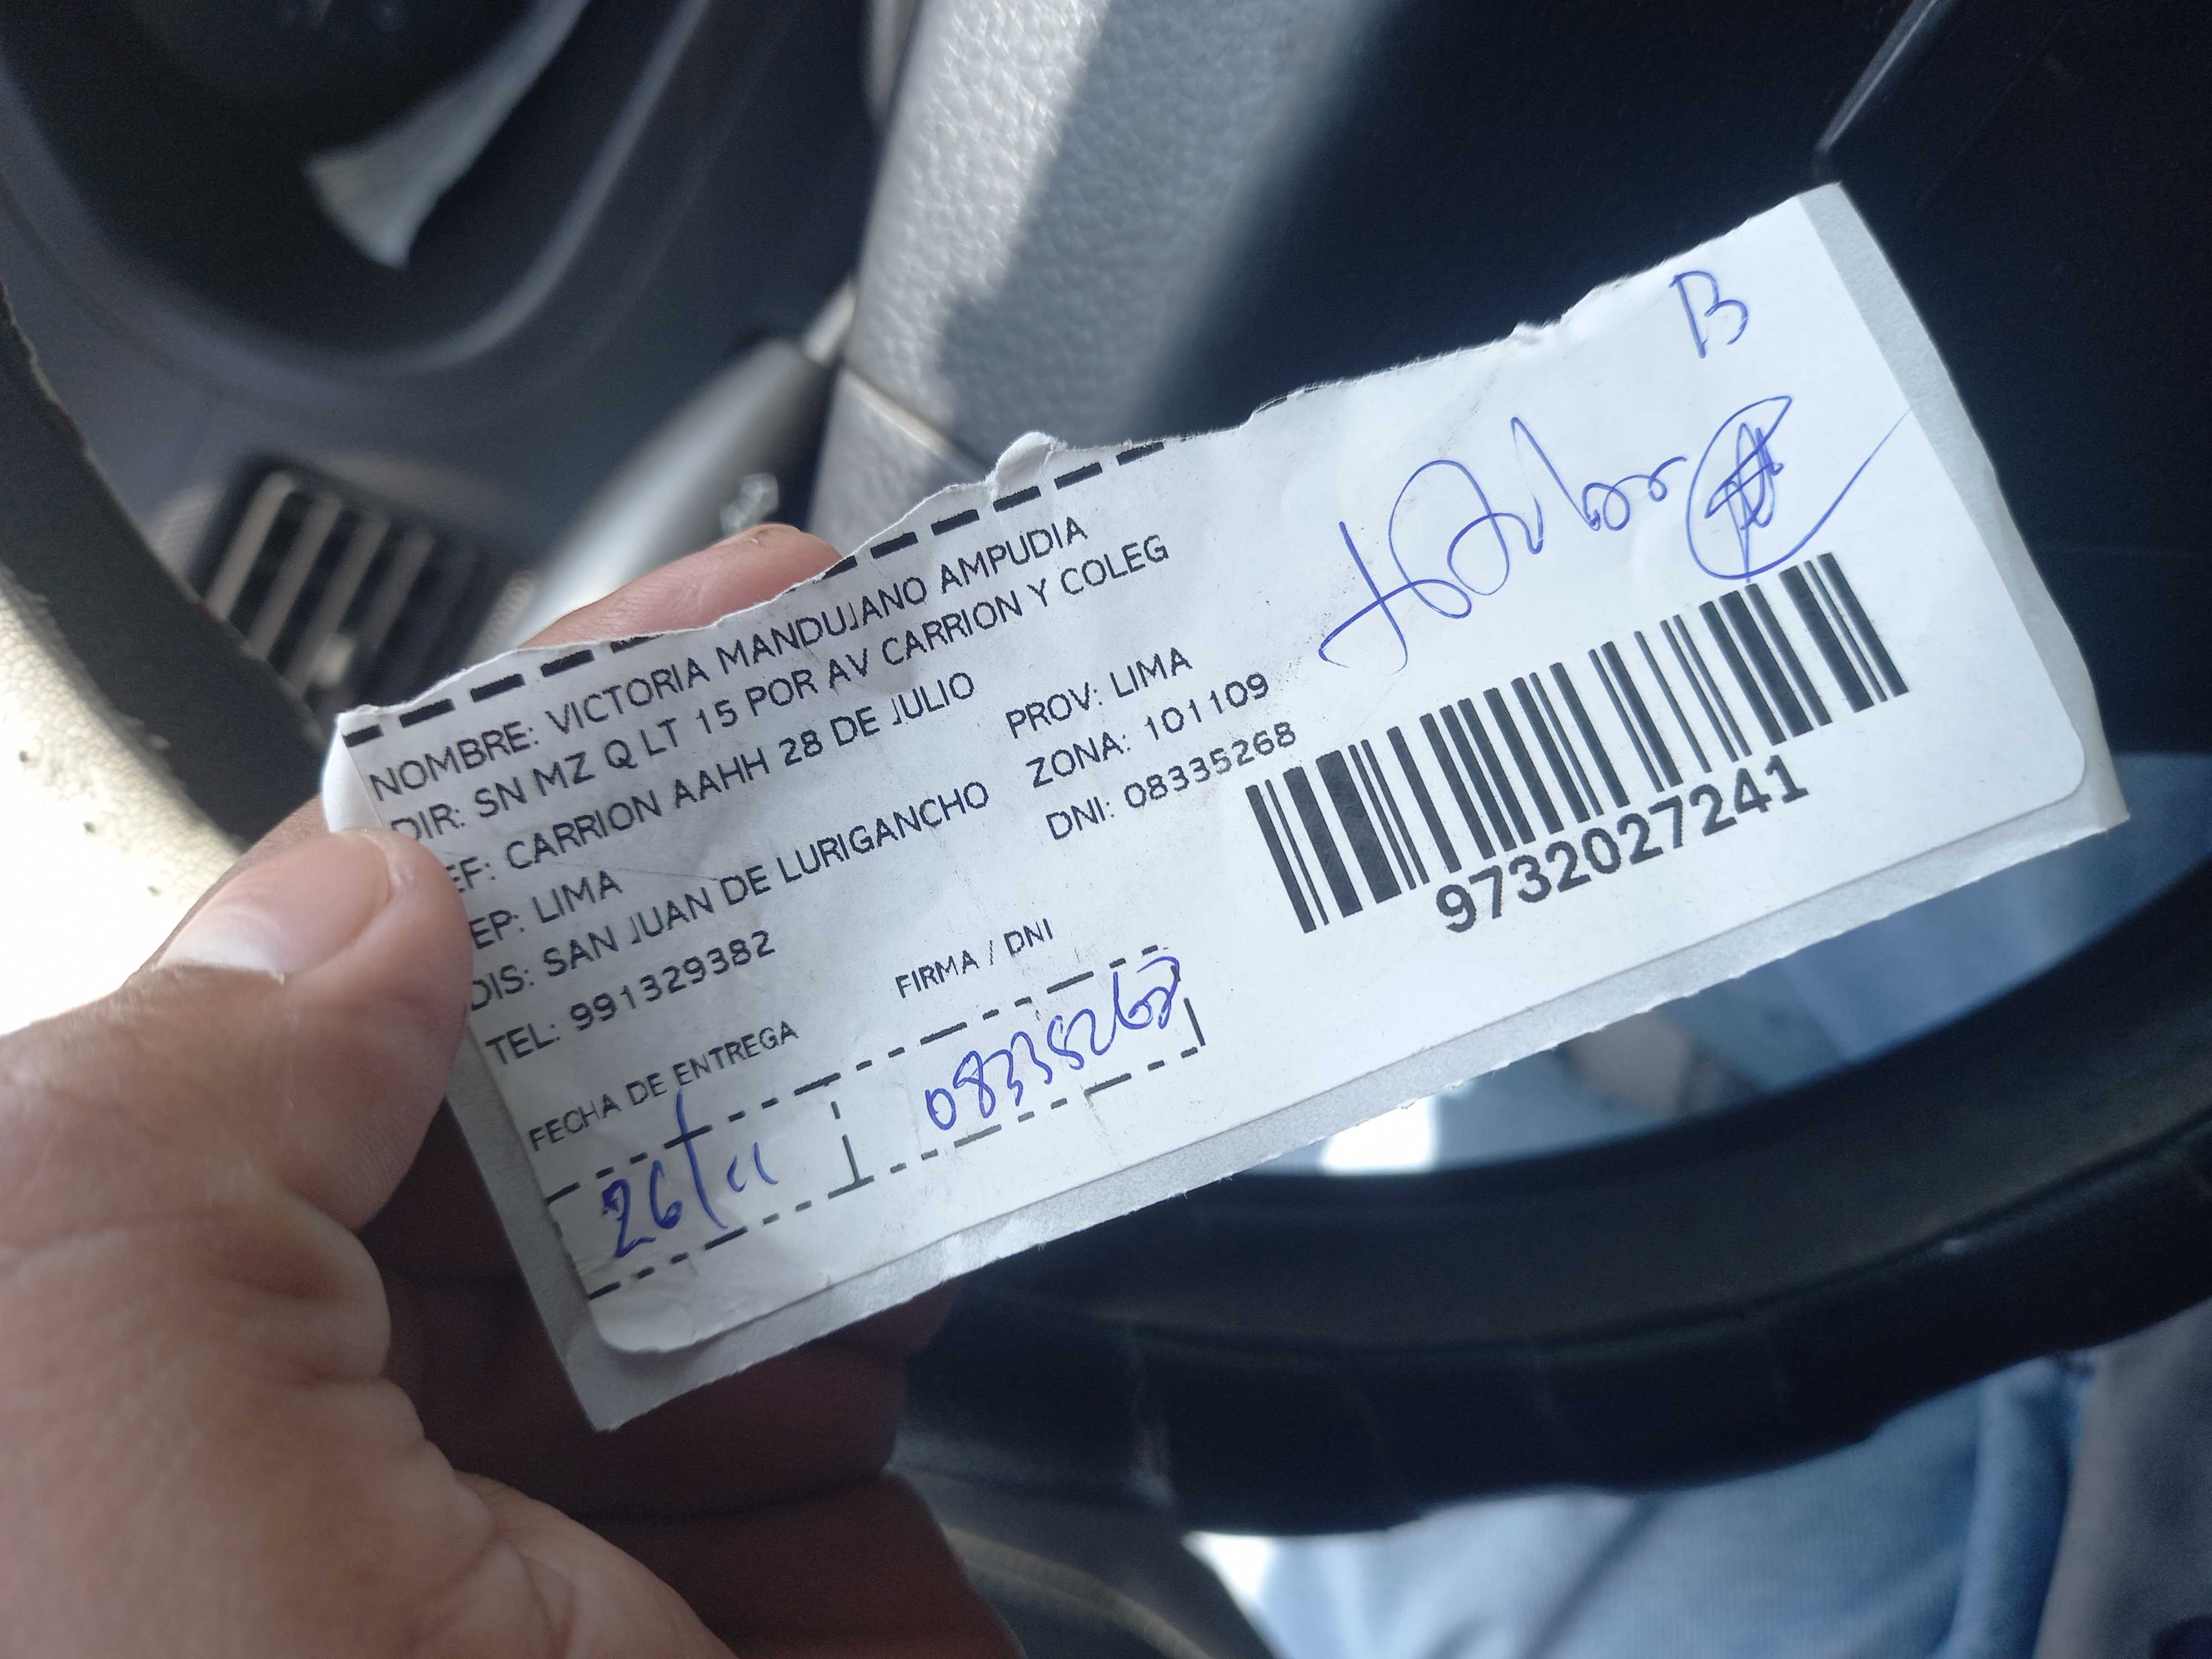 B
NOMBRE: VICTORIA MANDUJANO AMPUDIA
DIR: SN MZ Q LT 15 POR AV CARRION Y COLEG
EF: CARRION AAHH 28 DE JULIO
EP: LIMA PROV: LIMA
DIS: SAN JUAN DE LURIGANCHO ZONA: 101109
TEL: 991329382 DNI: 08335268
9732027241
FECHA DE ENTREGA FIRMA / DNI
26/11 08335268